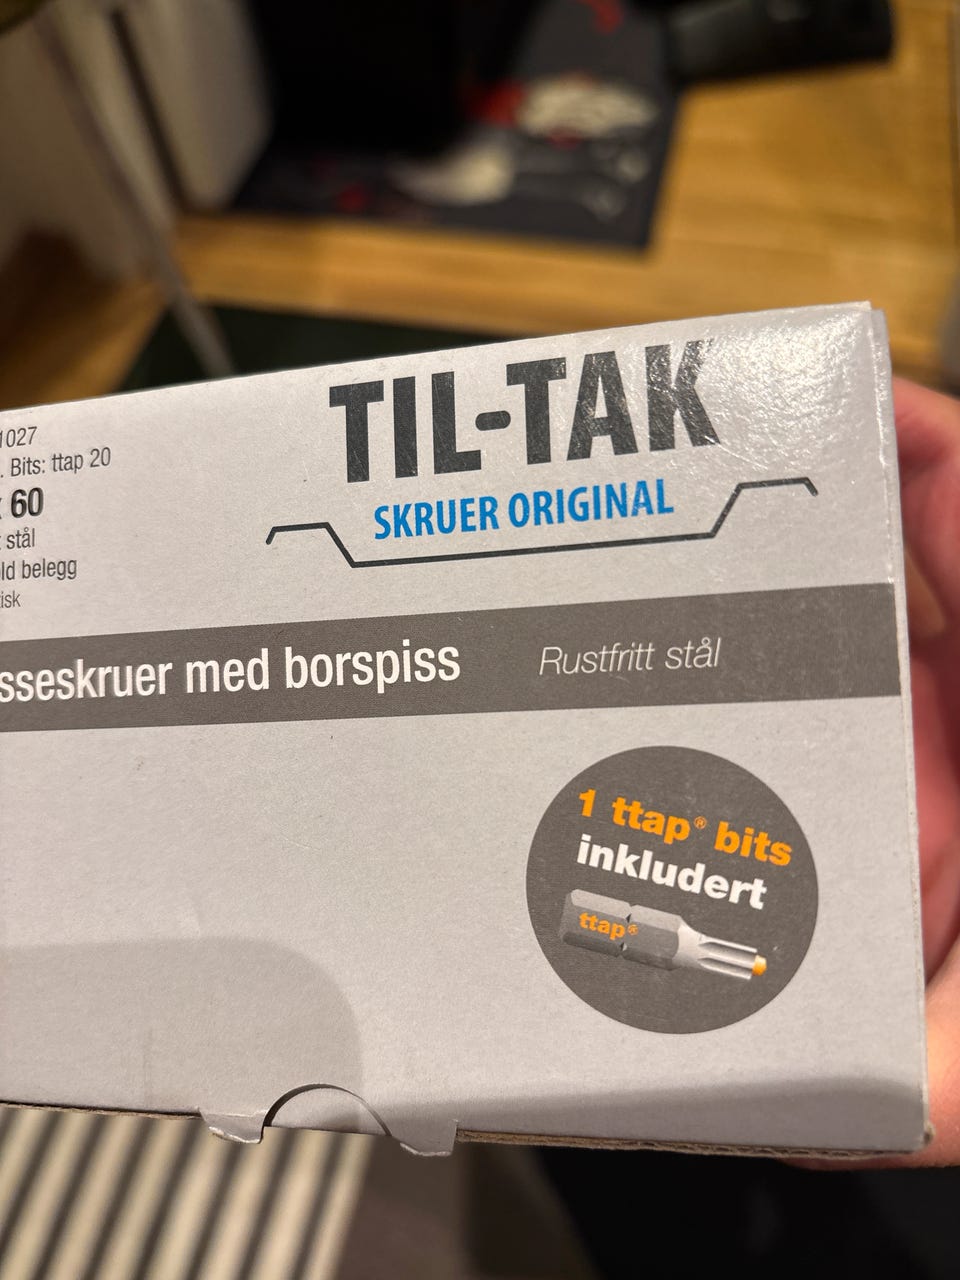 TIL-TAK
SKRUER ORIGINAL
1027
. Bits: ttap 20
60
stål
ld belegg
isk
sseskruer med borspiss
Rustfritt stål
1 ttap® bits
inkludert
ttap®